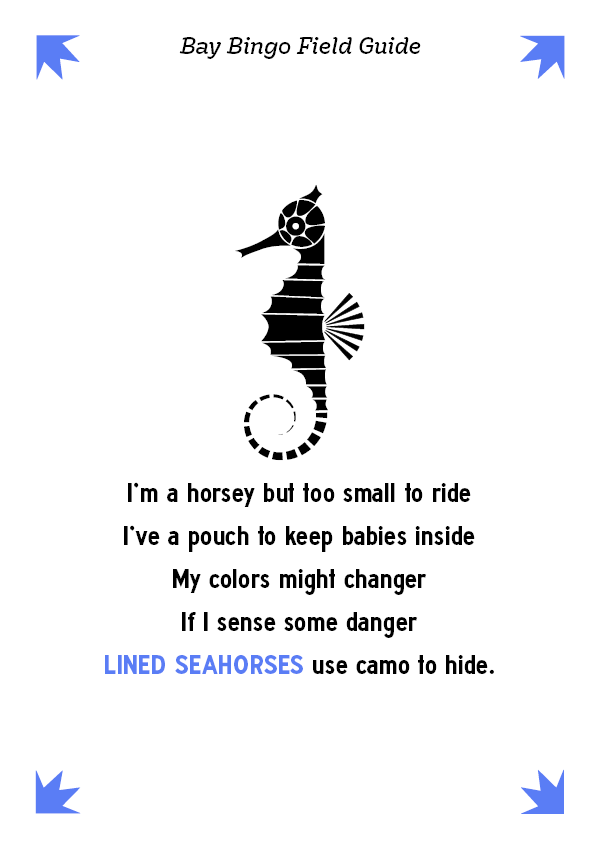 Bay Bingo Field Guide
I'm a horsey but too small to ride
I've a pouch to keep babies inside
My colors might changer
If I sense some danger
LINED SEAHORSES use camo to hide.